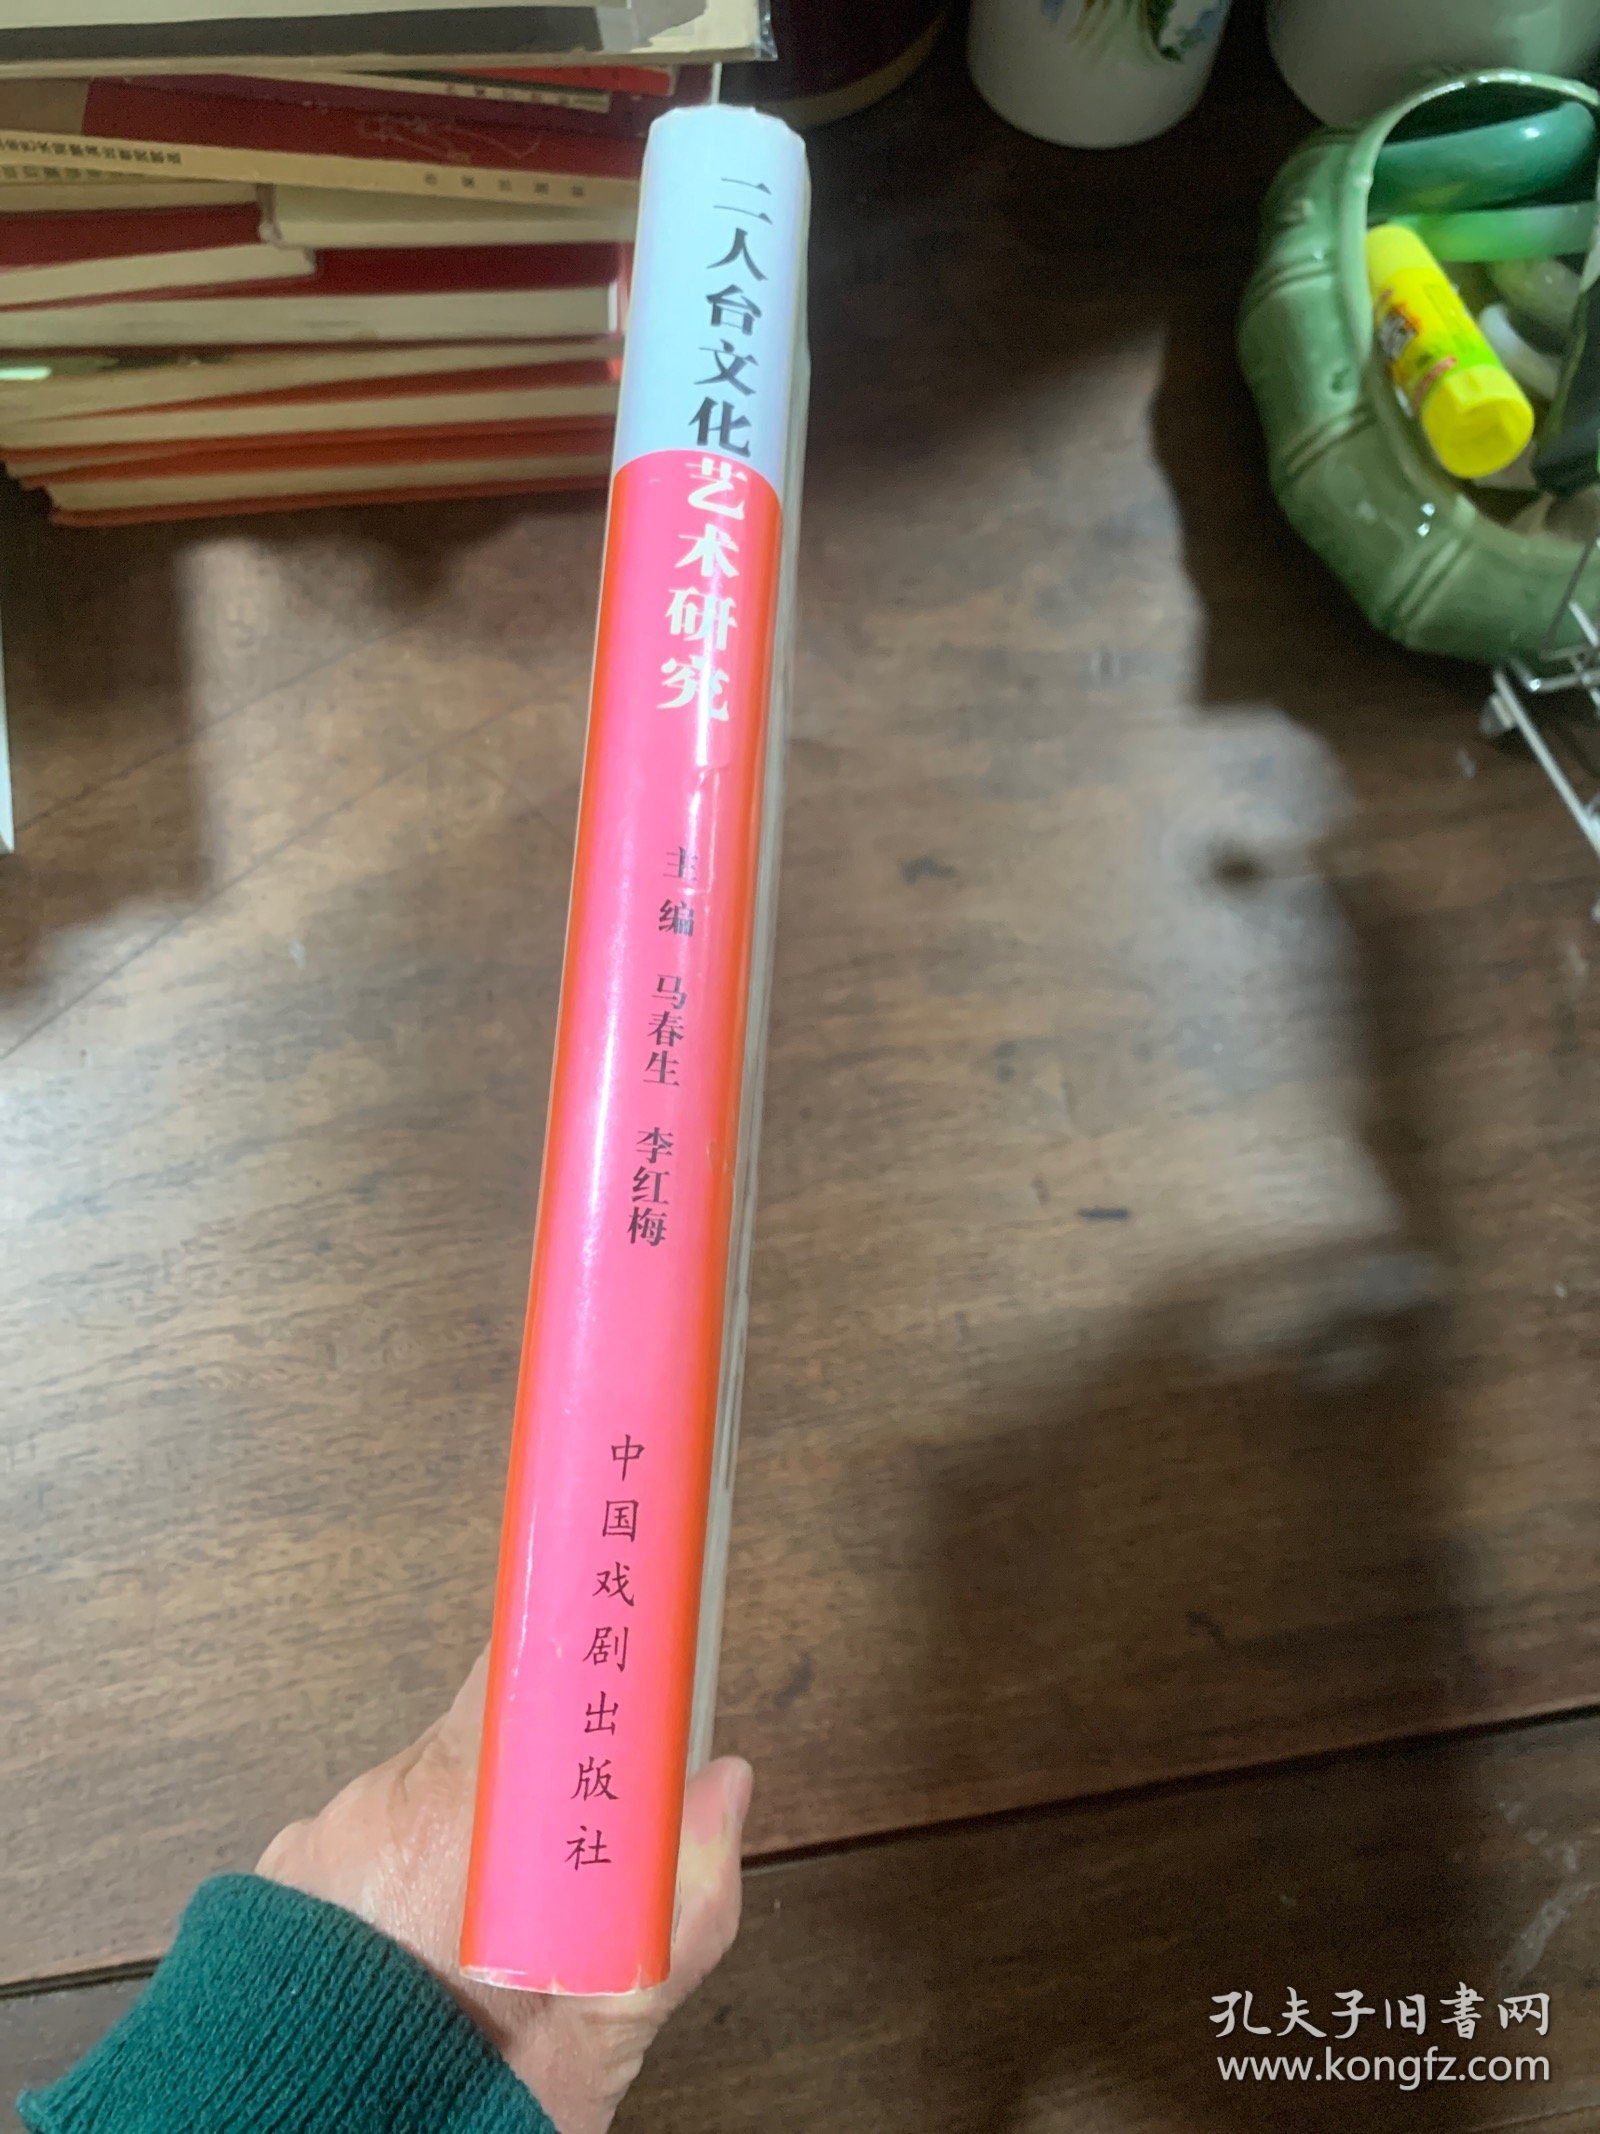 二人台文化艺术研究
主编 马春生 李红梅
中国戏剧出版社
孔夫子旧書网
www.kongfz.com